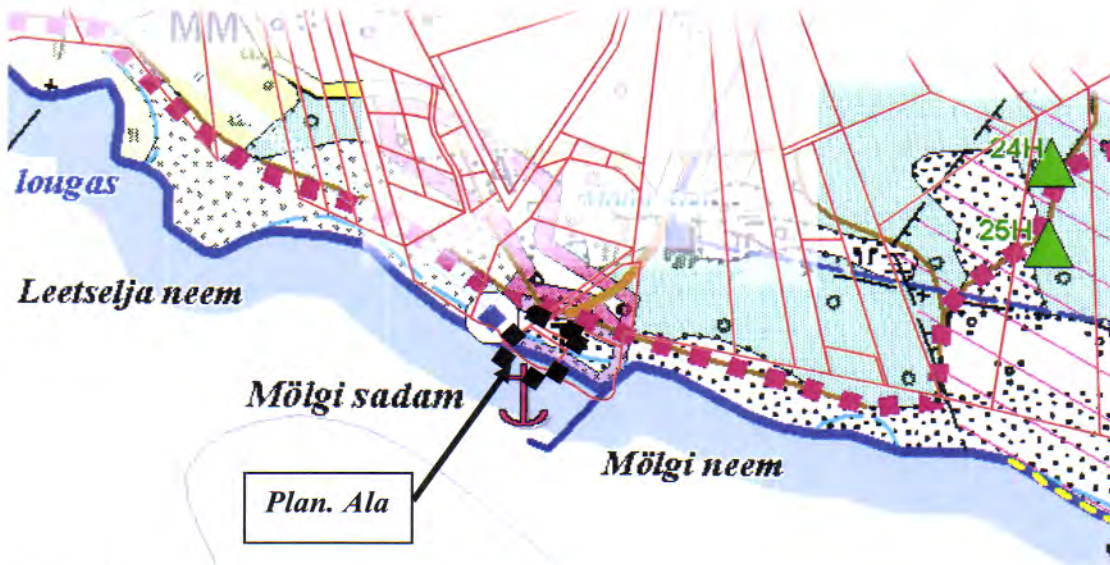 MM
24H
lougas
25H
Leetselja neem
Mölgi sadam
Mölgi neem
Plan. Ala